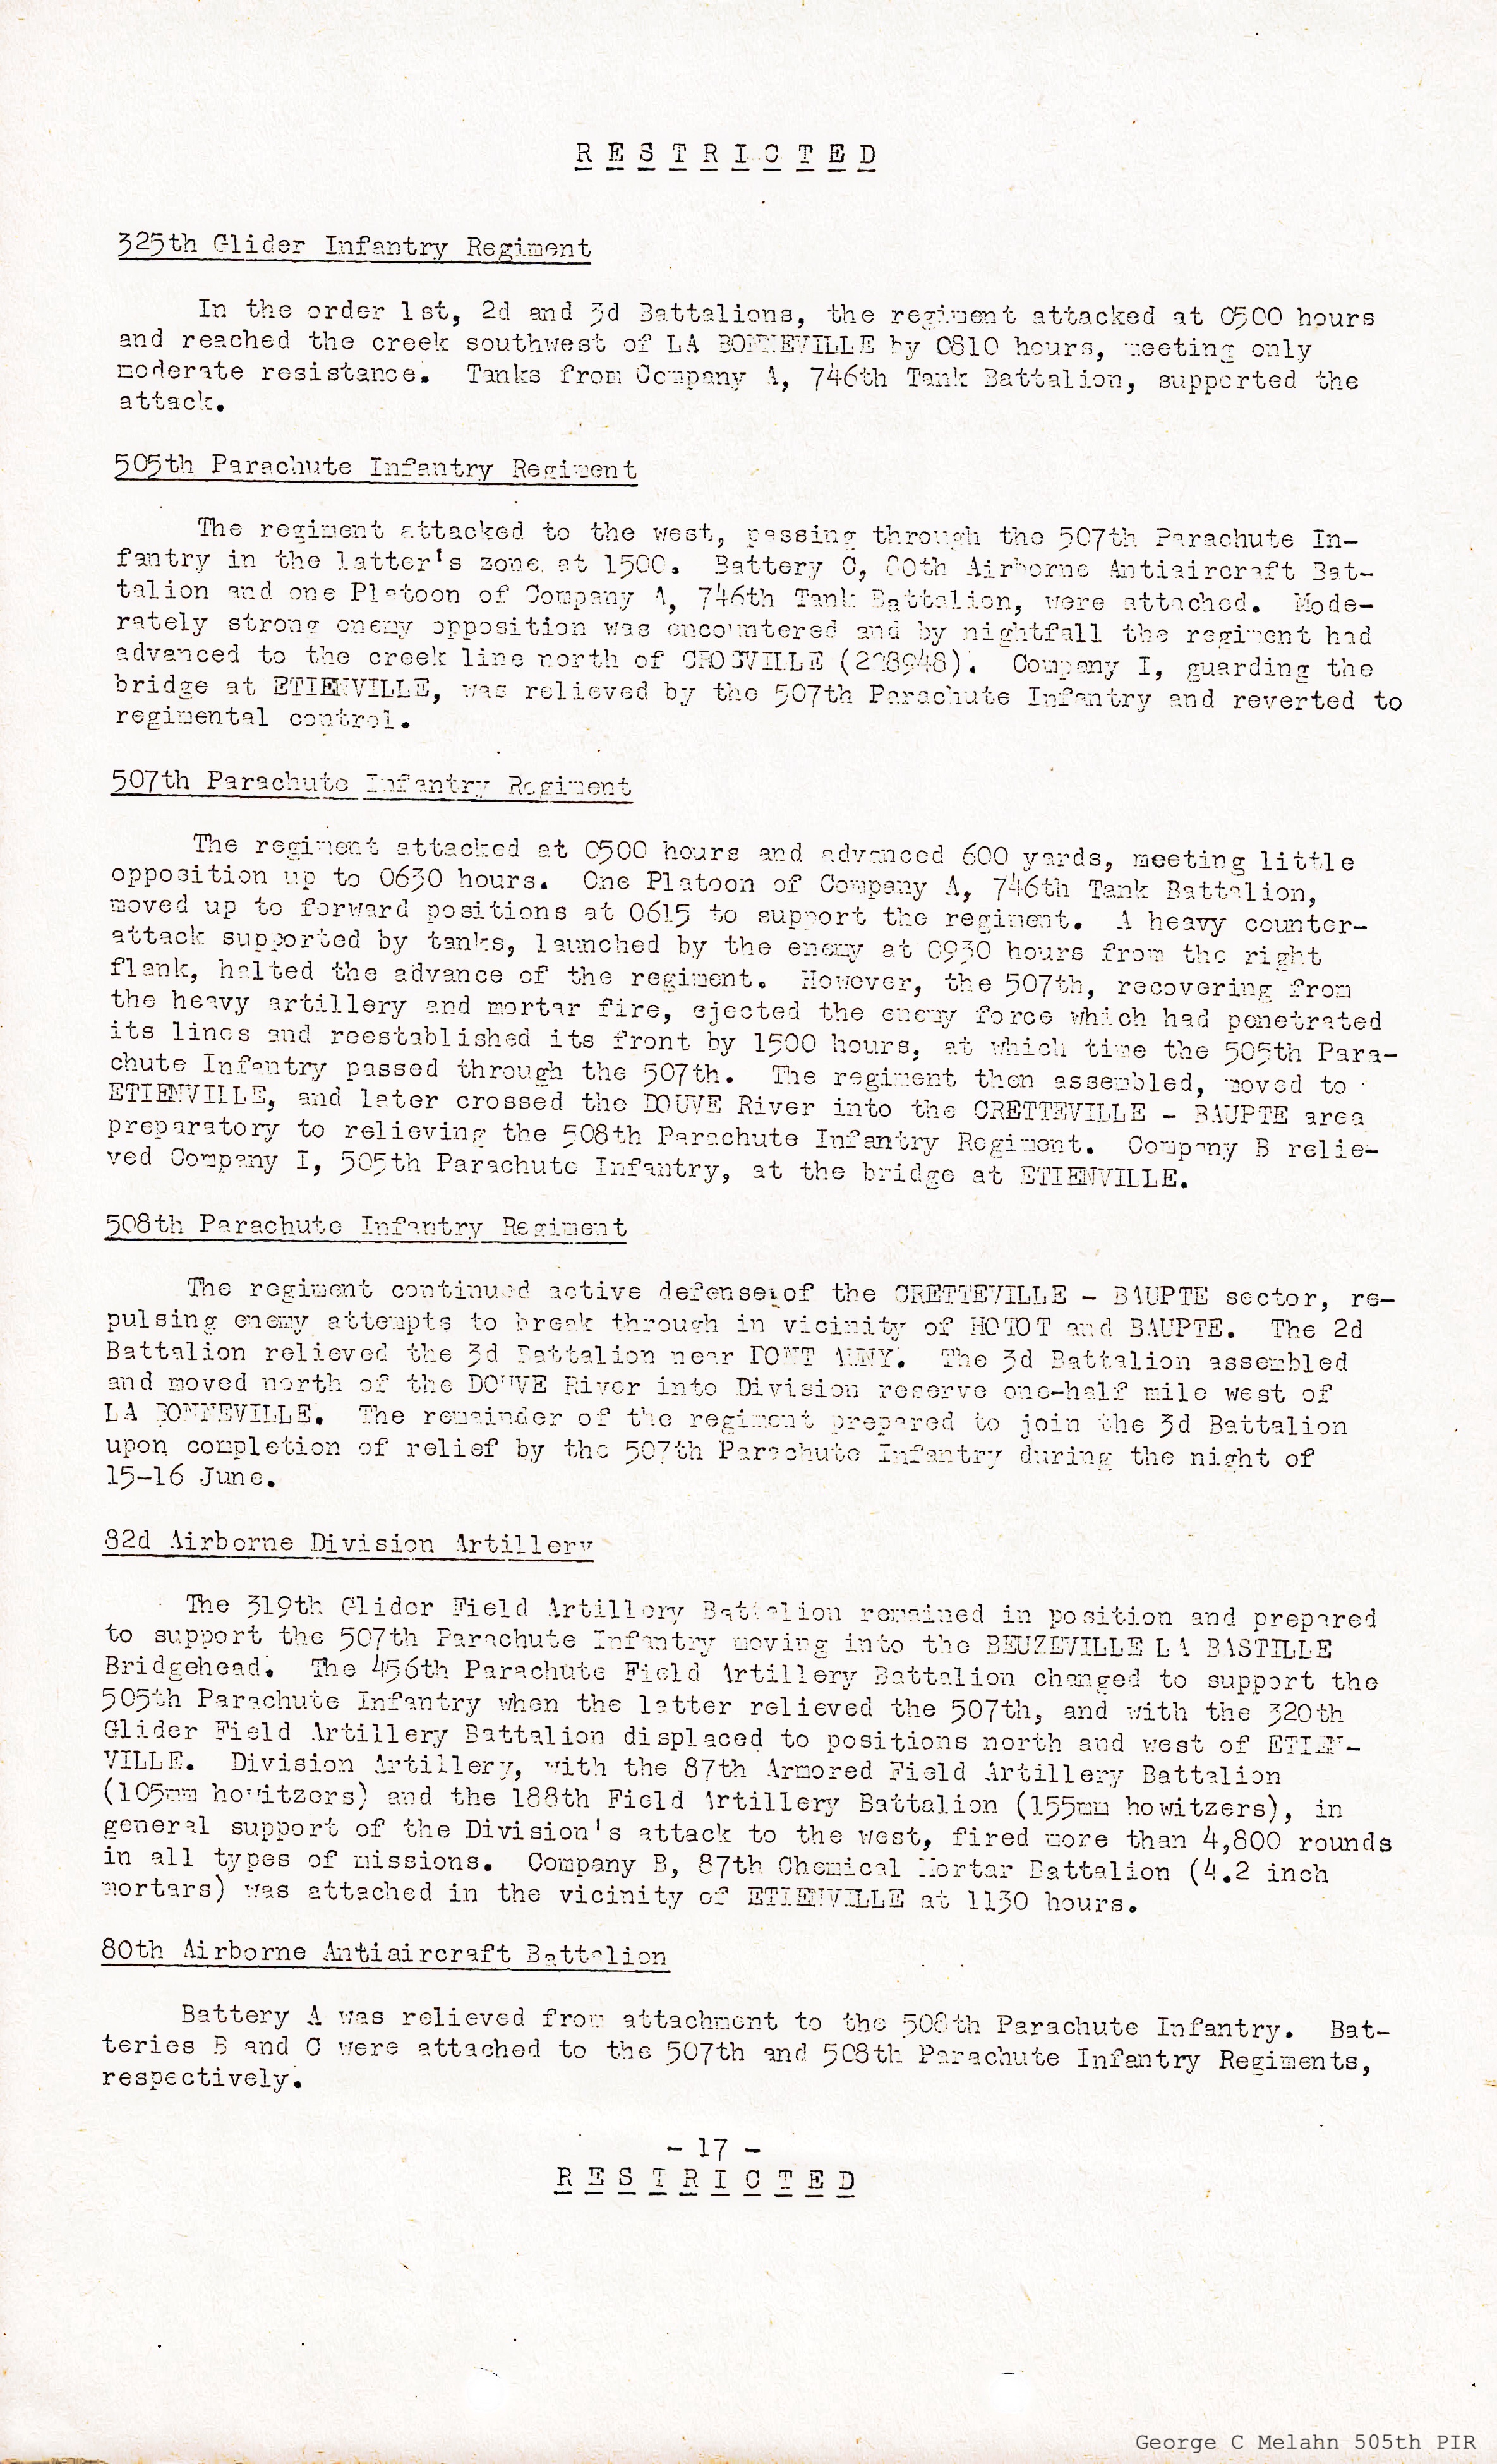 R E S T R I C T E D
325th Glider Infantry Regiment
In the order 1st, 2d and 3d Battalions, the regiment attacked at 0500 hours
and reached the creek southwest of LA BONNEVILLE by 0810 hours, meeting only
moderate resistance. Tanks from Company A, 746th Tank Battalion, supported the
attack.
505th Parachute Infantry Regiment
The regiment attacked to the west, passing through the 507th Parachute In-
fantry in the latter's zone at 1500. Battery C, 80th Airborne Antiaircraft Bat-
talion and one Platoon of Company A, 746th Tank Battalion, were attached. Mode-
rately strong enemy opposition was encountered and by nightfall the regiment had
advanced to the creek line north of CROSVILLE Company I, guarding the
bridge at ETIENVILLE, was relieved by the 507th Parachute Infantry and reverted to
regimental control.
507th Parachute Infantry Regiment
The regiment attacked at 0500 hours and advanced 600 yards, meeting little
opposition up to 0630 hours. One Platoon of Company A, 746th Tank Battalion,
moved up to forward positions at 0615 to support the regiment. A heavy counter-
attack supported by tanks, launched by the enemy at 0930 hours from the right
flank, halted the advance of the regiment. However, the 507th, recovering from
the heavy artillery and mortar fire, ejected the enemy force which had penetrated
its lines and reestablished its front by 1500 hours, at which time the 505th Para-
chute Infantry passed through the 507th. The regiment then assembled, moved to
ETIENVILLE, and later crossed the DOUVE River into the CRETTEVILLE - BAUPTE area
preparatory to relieving the 508th Parachute Infantry Regiment. Company B relie-
ved Company I, 505th Parachute Infantry, at the bridge at ETIENVILLE.
508th Parachute Infantry Regiment
The regiment continued active defense of the CRETTEVILLE - BAUPTE sector, re-
pulsing enemy attempts to break through in vicinity of HOTOT and BAUPTE. The 2d
Battalion relieved the 3d Battalion near PONT AUNY. The 3d Battalion assembled
and moved north of the DOUVE River into Division reserve one-half mile west of
LA BONNEVILLE. The remainder of the regiment prepared to join the 3d Battalion
upon completion of relief by the 507th Parachute Infantry during the night of
15-16 June.
82d Airborne Division Artillery
The 319th Glider Field Artillery Battalion remained in position and prepared
to support the 507th Parachute Infantry moving into the BEUZEVILLE LA BASTILLE
Bridgehead. The 456th Parachute Field Artillery Battalion changed to support the
505th Parachute Infantry when the latter relieved the 507th, and with the 320th
Glider Field Artillery Battalion displaced to positions north and west of ETIEN-
VILLE. Division Artillery, with the 87th Armored Field Artillery Battalion
(105mm howitzers) and the 188th Field Artillery Battalion (155mm howitzers), in
general support of the Division's attack to the west, fired more than 4,800 rounds
in all types of missions. Company B, 87th Chemical Mortar Battalion (4.2 inch
mortars) was attached in the vicinity of ETIENVILLE at 1130 hours.
80th Airborne Antiaircraft Battalion
Battery A was relieved from attachment to the 508th Parachute Infantry. Bat-
teries B and C were attached to the 507th and 508th Parachute Infantry Regiments,
respectively.
- 17 -
R E S T R I C T E D
George C Melahn 505th PIR